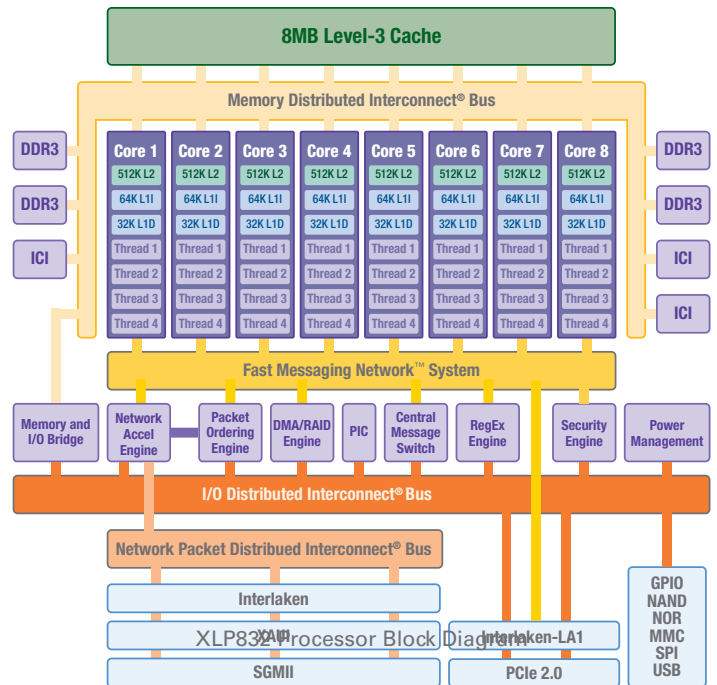 8MB Level-3 Cache
Memory Distributed Interconnect® Bus
DDR3
DDR3
ICI
DDR3
DDR3
ICI
ICI
Core 1 Core 2 Core 3 Core 4 Core 5 Core 6 Core 7 Core 8
512K L2 512K L2 512K L2 512K L2 512K L2 512K L2 512K L2 512K L2
64K L1I 64K L1I 64K L1I 64K L1I 64K L1I 64K L1I 64K L1I 64K L1I
32K L1D 32K L1D 32K L1D 32K L1D 32K L1D 32K L1D 32K L1D 32K L1D
Thread 1 Thread 1 Thread 1 Thread 1 Thread 1 Thread 1 Thread 1 Thread 1
Thread 2 Thread 2 Thread 2 Thread 2 Thread 2 Thread 2 Thread 2 Thread 2
Thread 3 Thread 3 Thread 3 Thread 3 Thread 3 Thread 3 Thread 3 Thread 3
Thread 4 Thread 4 Thread 4 Thread 4 Thread 4 Thread 4 Thread 4 Thread 4
Fast Messaging Network™ System
Memory and
I/O Bridge
Network
Accel
Engine
Packet
Ordering
Engine
DMA/RAID
Engine
PIC
Central
Message
Switch
RegEx
Engine
Security
Engine
Power
Management
I/O Distributed Interconnect® Bus
Network Packet Distribued Interconnect® Bus
Interlaken
XAUI
SGMII
Interlaken-LA1
PCIe 2.0
GPIO
NAND
NOR
MMC
SPI
USB
XLP832 Processor Block Diagram